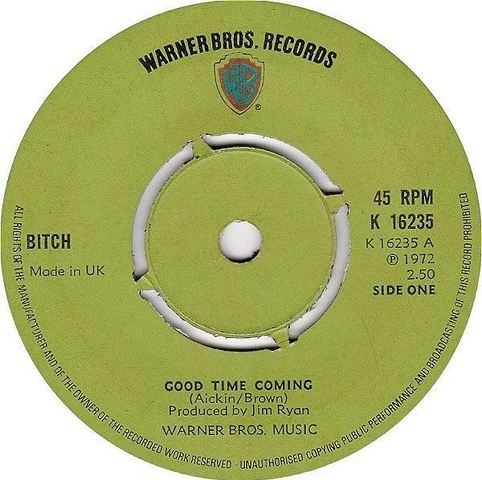 WARNER BROS. RECORDS
WB
®
BITCH
Made in UK
45 RPM
K 16235
K 16235 A
Ⓟ 1972
2.50
SIDE ONE
GOOD TIME COMING
(Aickin/Brown)
Produced by Jim Ryan
WARNER BROS. MUSIC
ALL RIGHTS OF THE MANUFACTURER AND OF THE OWNER OF THE RECORDED WORK RESERVED · UNAUTHORISED COPYING PUBLIC PERFORMANCE AND BROADCASTING OF THIS RECORD PROHIBITED